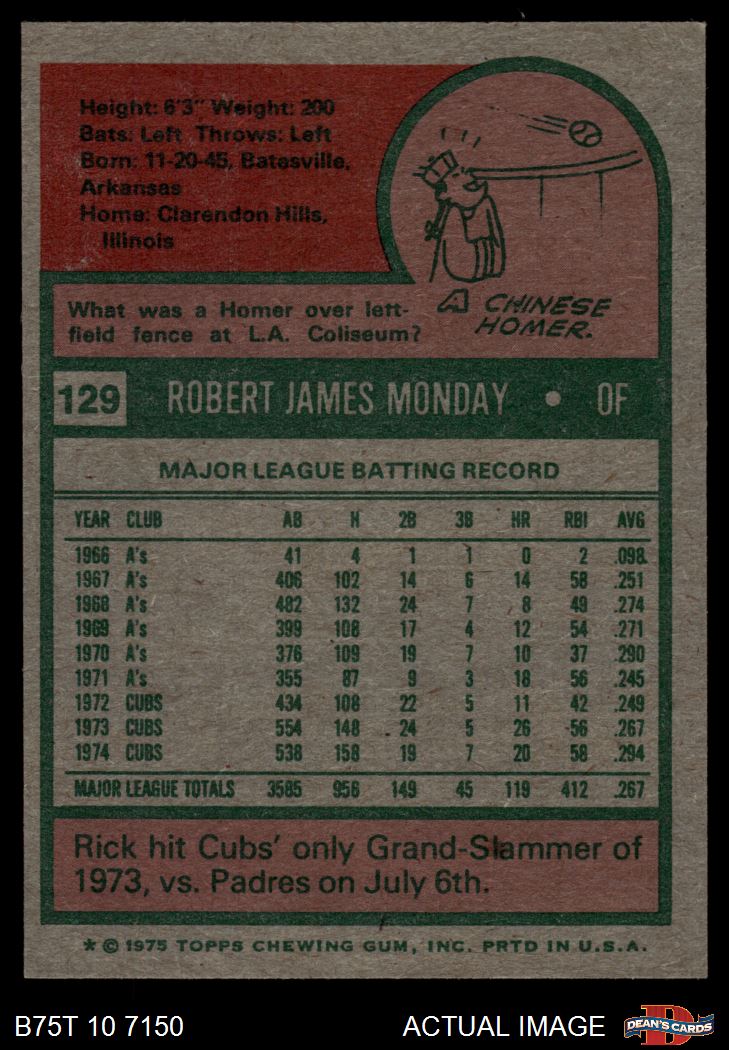 Height: 6'3" Weight: 200
Bats: Left Throws: Left
Born: 11-20-45, Batesville,
Arkansas
Home: Clarendon Hills,
Illinois
What was a Homer over left-
field fence at L.A. Coliseum?
A CHINESE
HOMER.
129 ROBERT JAMES MONDAY • OF
MAJOR LEAGUE BATTING RECORD
YEAR CLUB AB H 2B 3B HR RBI AVG
1966 A's 41 4 1 1 0 2 .098
1967 A's 406 102 14 6 14 58 .251
1968 A's 482 132 24 7 8 49 .274
1969 A's 399 108 17 4 12 54 .271
1970 A's 376 109 19 7 10 37 .290
1971 A's 355 87 9 3 18 56 .245
1972 CUBS 434 108 22 5 11 42 .249
1973 CUBS 554 148 24 5 26 56 .267
1974 CUBS 538 158 19 7 20 58 .294
MAJOR LEAGUE TOTALS 3585 956 149 45 119 412 .267
Rick hit Cubs' only Grand-Slammer of
1973, vs. Padres on July 6th.
* © 1975 TOPPS CHEWING GUM, INC. PRTD IN U.S.A.
B75T 10 7150 ACTUAL IMAGE D DEAN'S CARDS